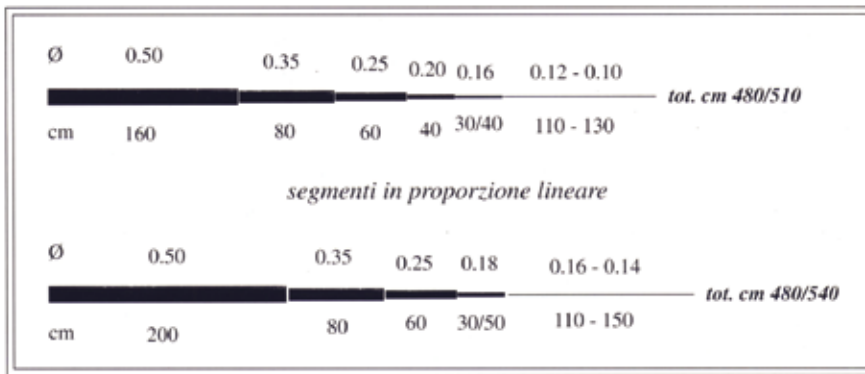 Ø 0.50 0.35 0.25 0.20 0.16 0.12 - 0.10
tot. cm 480/510
cm 160 80 60 40 30/40 110 - 130
segmenti in proporzione lineare
Ø 0.50 0.35 0.25 0.18 0.16 - 0.14
tot. cm 480/540
cm 200 80 60 30/50 110 - 150